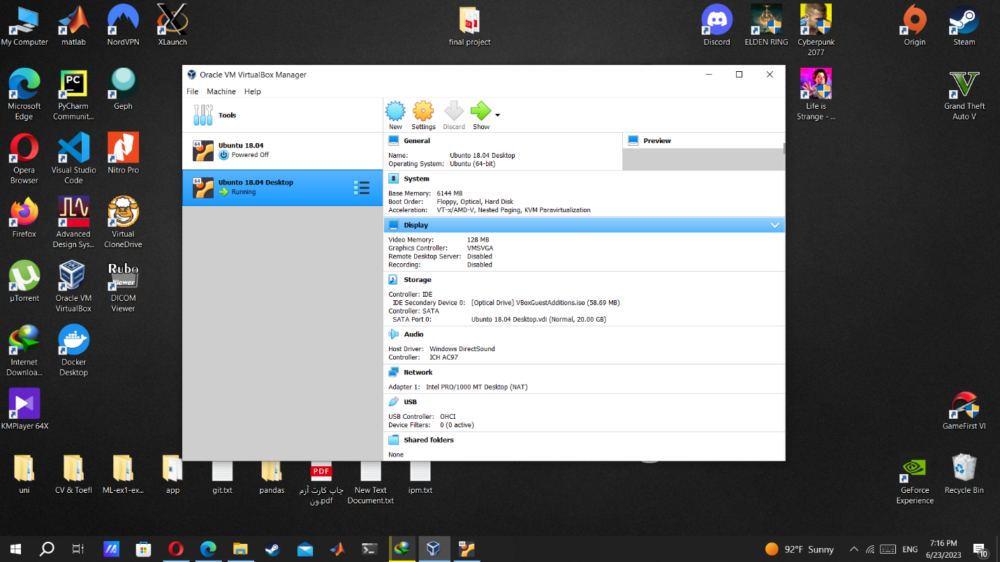 My Computer
matlab
NordVPN
XLaunch
final project
Discord
ELDEN RING
Cyberpunk
2077
Origin
Steam
Microsoft
Edge
PC
PyCharm
Communit...
Geph
Life is
Strange - ...
Grand Theft
Auto V
Opera
Browser
Visual Studio
Code
Nitro Pro
Firefox
Advanced
Design Sys...
Virtual
CloneDrive
µTorrent
Oracle VM
VirtualBox
Rubo
Viewer
DICOM
Viewer
Internet
Downloa...
Docker
Desktop
KMPlayer 64X
GameFirst VI
uni
CV & Toefl
ML-ex1-ex...
app
git.txt
pandas
PDF
چاپ کارت آزم
ون.pdf
New Text
Document.txt
ipm.txt
GeForce
Experience
Recycle Bin
Oracle VM VirtualBox Manager
File Machine Help
Tools
New Settings Discard Show
64
Ubuntu 18.04
Powered Off
64
Ubunto 18.04 Desktop
Running
General
Name: Ubunto 18.04 Desktop
Operating System: Ubuntu (64-bit)
Preview
System
Base Memory: 6144 MB
Boot Order: Floppy, Optical, Hard Disk
Acceleration: VT-x/AMD-V, Nested Paging, KVM Paravirtualization
Display
Video Memory: 128 MB
Graphics Controller: VMSVGA
Remote Desktop Server: Disabled
Recording: Disabled
Storage
Controller: IDE
IDE Secondary Device 0: [Optical Drive] VBoxGuestAdditions.iso (58.69 MB)
Controller: SATA
SATA Port 0: Ubunto 18.04 Desktop.vdi (Normal, 20.00 GB)
Audio
Host Driver: Windows DirectSound
Controller: ICH AC97
Network
Adapter 1: Intel PRO/1000 MT Desktop (NAT)
USB
USB Controller: OHCI
Device Filters: 0 (0 active)
Shared folders
None
92°F Sunny
ENG
7:16 PM
6/23/2023
10